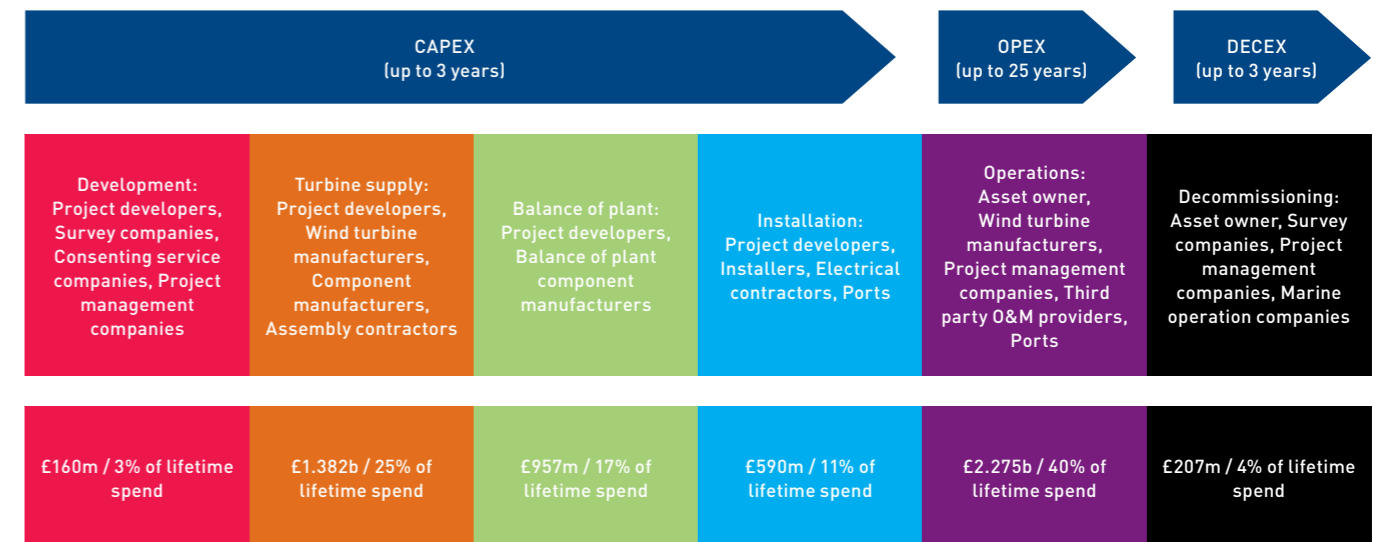 CAPEX
(up to 3 years)
OPEX
(up to 25 years)
DECEX
(up to 3 years)
Development:
Project developers,
Survey companies,
Consenting service
companies, Project
management
companies
Turbine supply:
Project developers,
Wind turbine
manufacturers,
Component
manufacturers,
Assembly contractors
Balance of plant:
Project developers,
Balance of plant
component
manufacturers
Installation:
Project developers,
Installers, Electrical
contractors, Ports
Operations:
Asset owner,
Wind turbine
manufacturers,
Project management
companies, Third
party O&M providers,
Ports
Decommissioning:
Asset owner, Survey
companies, Project
management
companies, Marine
operation companies
£160m / 3% of lifetime
spend
£1.382b / 25% of
lifetime spend
£957m / 17% of
lifetime spend
£590m / 11% of
lifetime spend
£2.275b / 40% of
lifetime spend
£207m / 4% of lifetime
spend